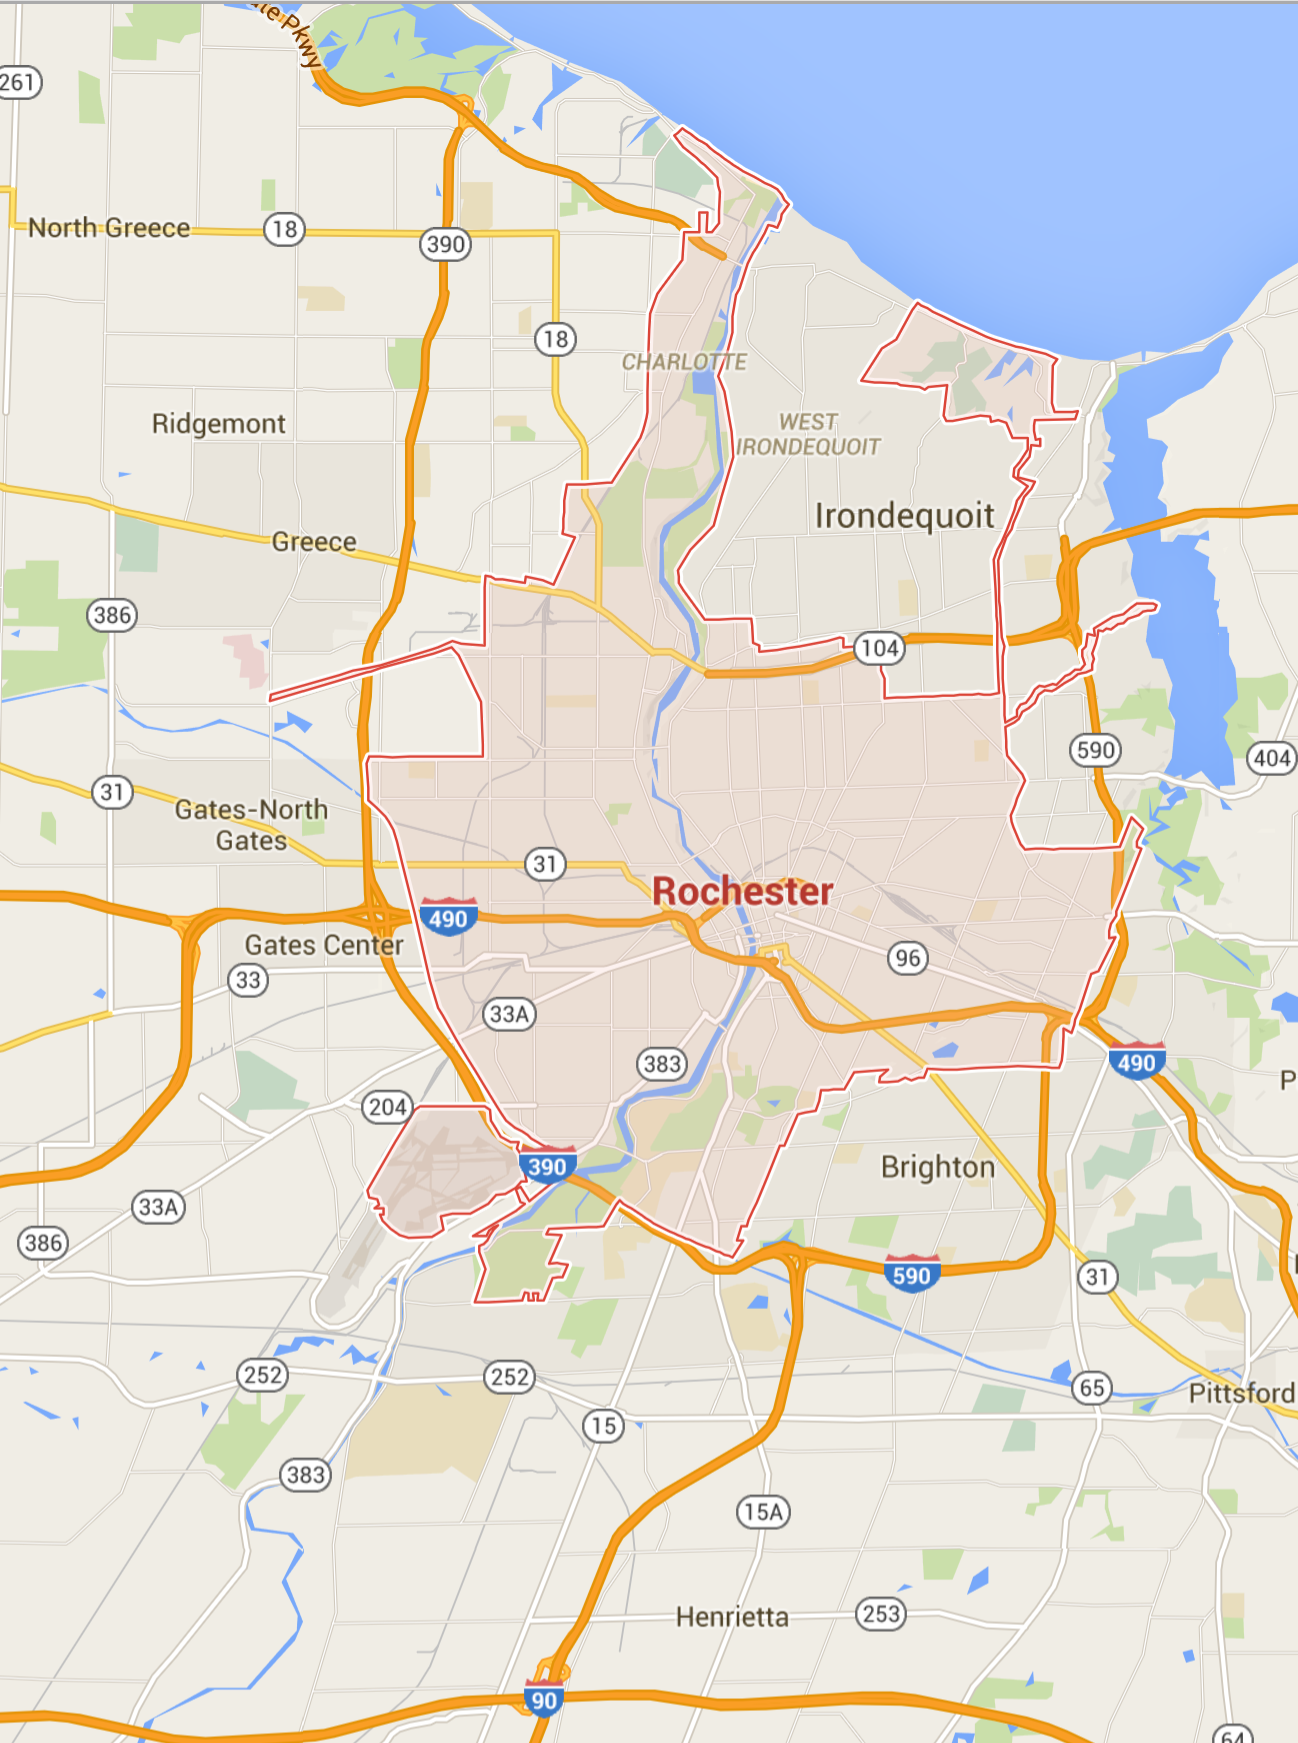 ate Pkwy
261
North Greece
18
390
18
CHARLOTTE
WEST
IRONDEQUOIT
Ridgemont
Irondequoit
Greece
386
104
590
404
31
Gates-North
Gates
31
Rochester
490
Gates Center
96
33
33A
383
490
P
204
390
Brighton
33A
386
590
31
252
252
65
Pittsford
15
383
15A
Henrietta
253
90
64